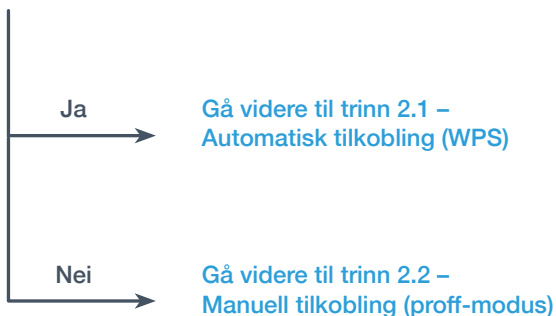 Ja
Gå videre til trinn 2.1 –
Automatisk tilkobling (WPS)
Nei
Gå videre til trinn 2.2 –
Manuell tilkobling (proff-modus)